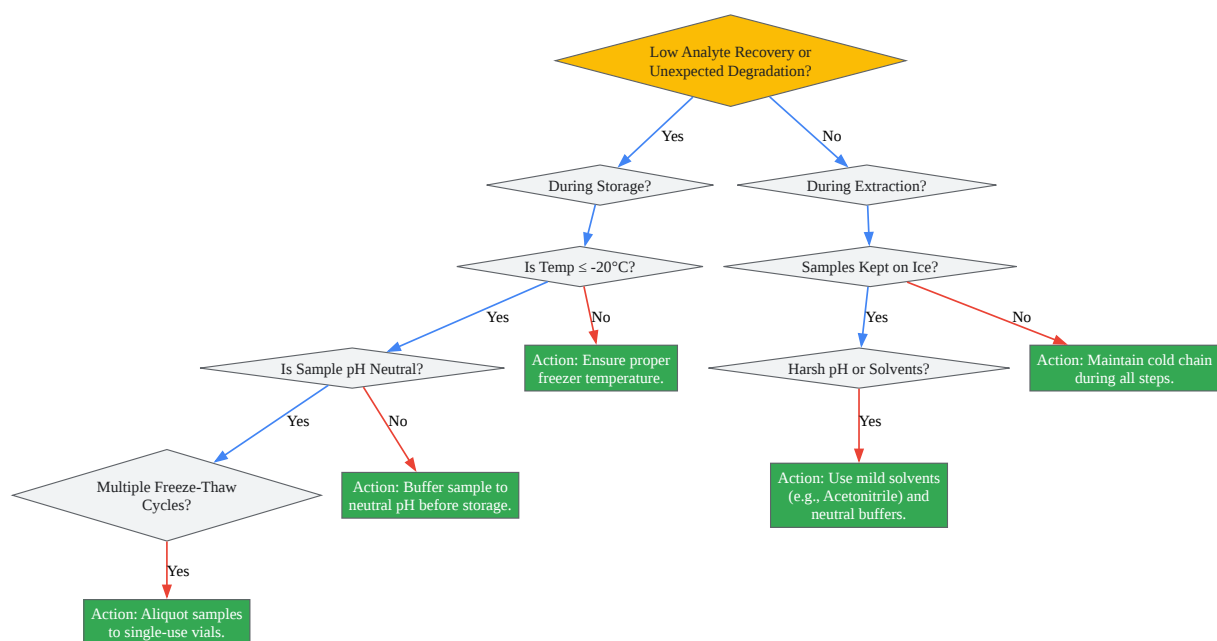 Low Analyte Recovery or
Unexpected Degradation?
Yes
No
During Storage?
During Extraction?
Is Temp ≤ -20°C?
Samples Kept on Ice?
Yes
No
Yes
No
Is Sample pH Neutral?
Action: Ensure proper
freezer temperature.
Harsh pH or Solvents?
Action: Maintain cold chain
during all steps.
Yes
No
Yes
Multiple Freeze-Thaw
Cycles?
Action: Buffer sample to
neutral pH before storage.
Action: Use mild solvents
(e.g., Acetonitrile) and
neutral buffers.
Yes
Action: Aliquot samples
to single-use vials.